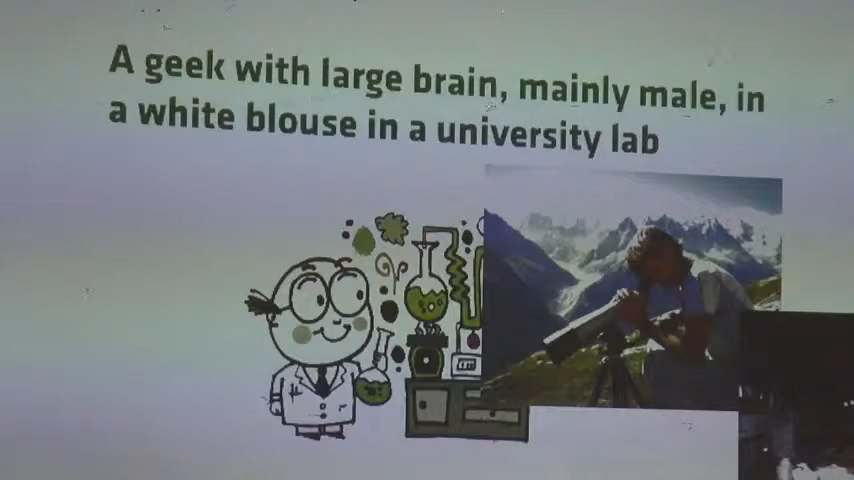 A geek with large brain, mainly male, in
a white blouse in a university lab